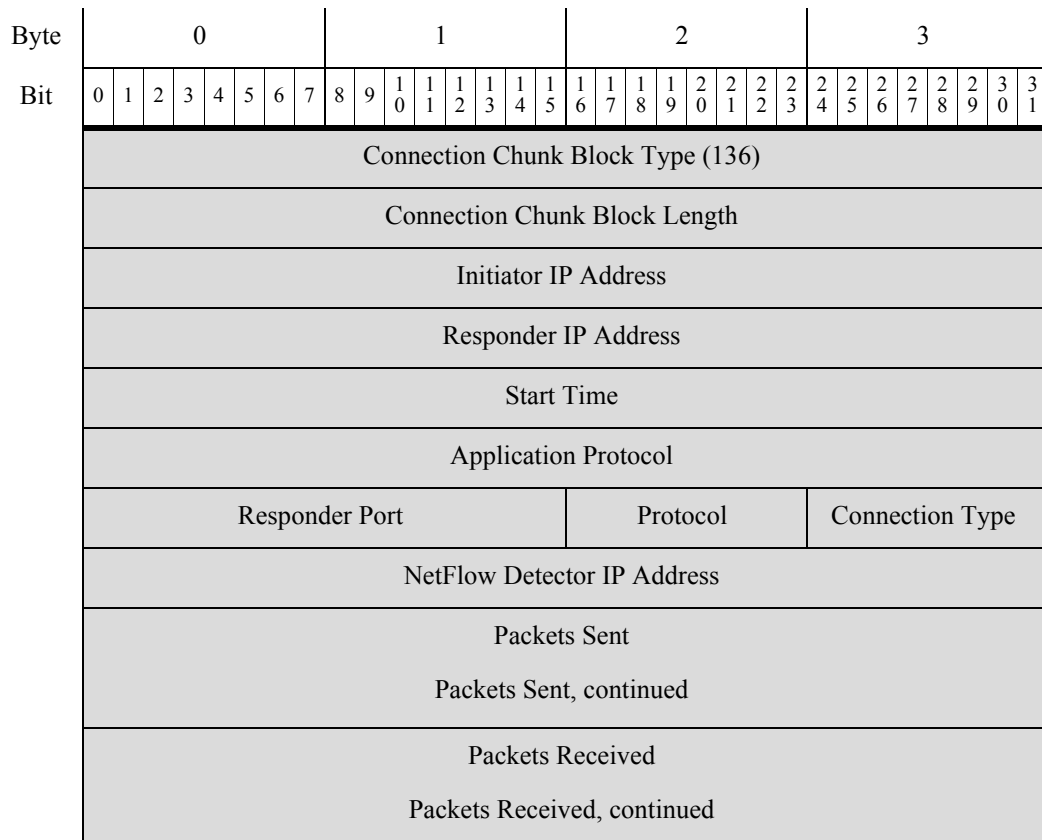 Byte 0 1 2 3
Bit 0 1 2 3 4 5 6 7 8 9 10 11 12 13 14 15 16 17 18 19 20 21 22 23 24 25 26 27 28 29 30 31
Connection Chunk Block Type (136)
Connection Chunk Block Length
Initiator IP Address
Responder IP Address
Start Time
Application Protocol
Responder Port Protocol Connection Type
NetFlow Detector IP Address
Packets Sent
Packets Sent, continued
Packets Received
Packets Received, continued